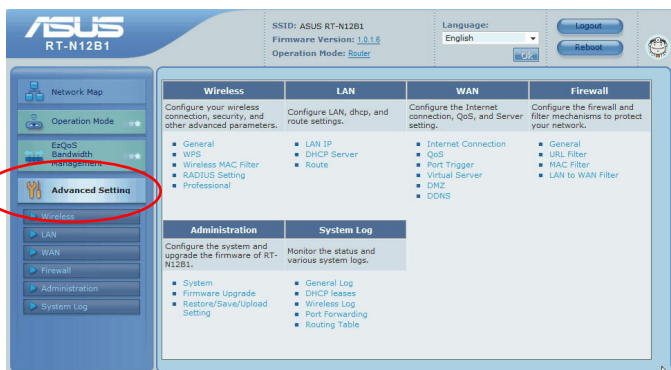 ASUS
RT-N12B1
SSID: ASUS RT-N12B1
Firmware Version: 1.0.1.6
Operation Mode: Router
Language:
English
OK
Logout
Reboot
Network Map
Operation Mode
EzQoS
Bandwidth
Management
Advanced Setting
Wireless
LAN
WAN
Firewall
Administration
System Log
Wireless
Configure your wireless
connection, security, and
other advanced parameters.
General
WPS
Wireless MAC Filter
RADIUS Setting
Professional
LAN
Configure LAN, dhcp, and
route settings.
LAN IP
DHCP Server
Route
WAN
Configure the Internet
connection, QoS, and Server
setting.
Internet Connection
QoS
Port Trigger
Virtual Server
DMZ
DDNS
Firewall
Configure the firewall and
filter mechanisms to protect
your network.
General
URL Filter
MAC Filter
LAN to WAN Filter
Administration
Configure the system and
upgrade the firmware of RT-
N12B1.
System
Firmware Upgrade
Restore/Save/Upload
Setting
System Log
Monitor the status and
various system logs.
General Log
DHCP leases
Wireless Log
Port Forwarding
Routing Table